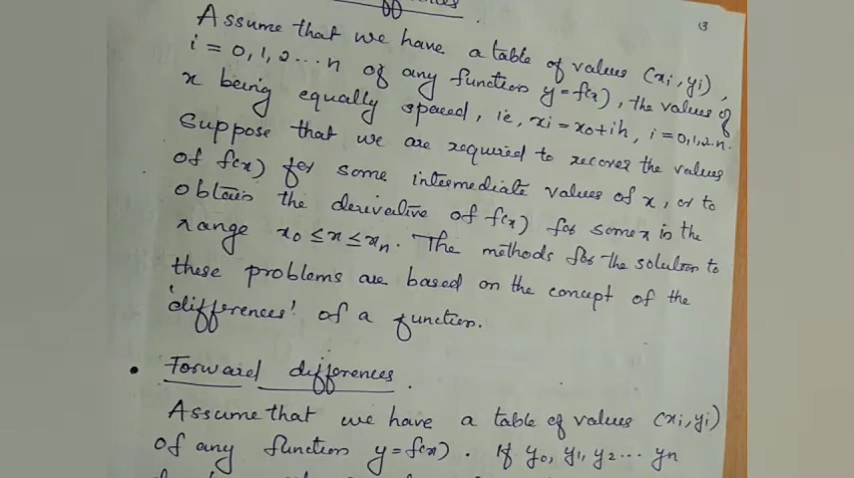 13
Assume that we have a table of values (xi, yi),
i = 0, 1, 2 ... n of any function y = f(x), the values of
x being equally spaced, ie, xi = x0 + ih, i = 0,1,2..n.
Suppose that we are required to recover the values
of f(x) for some intermediate values of x, or to
obtain the derivative of f(x) for some x in the
range x0 ≤ x ≤ xn. The methods for the solution to
these problems are based on the concept of the
'differences' of a function.
• Forward differences.
Assume that we have a table of values (xi, yi)
of any function y = f(x). If y0, y1, y2 ... yn